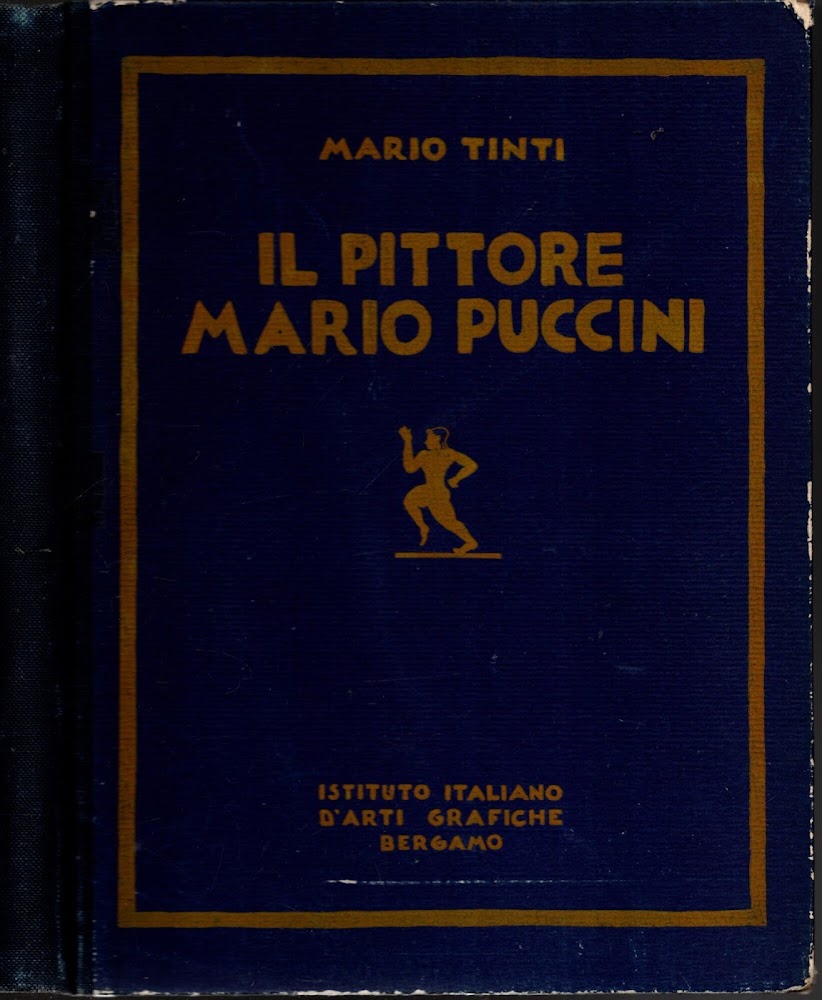 MARIO TINTI
IL PITTORE
MARIO PUCCINI
ISTITUTO ITALIANO
D'ARTI GRAFICHE
BERGAMO